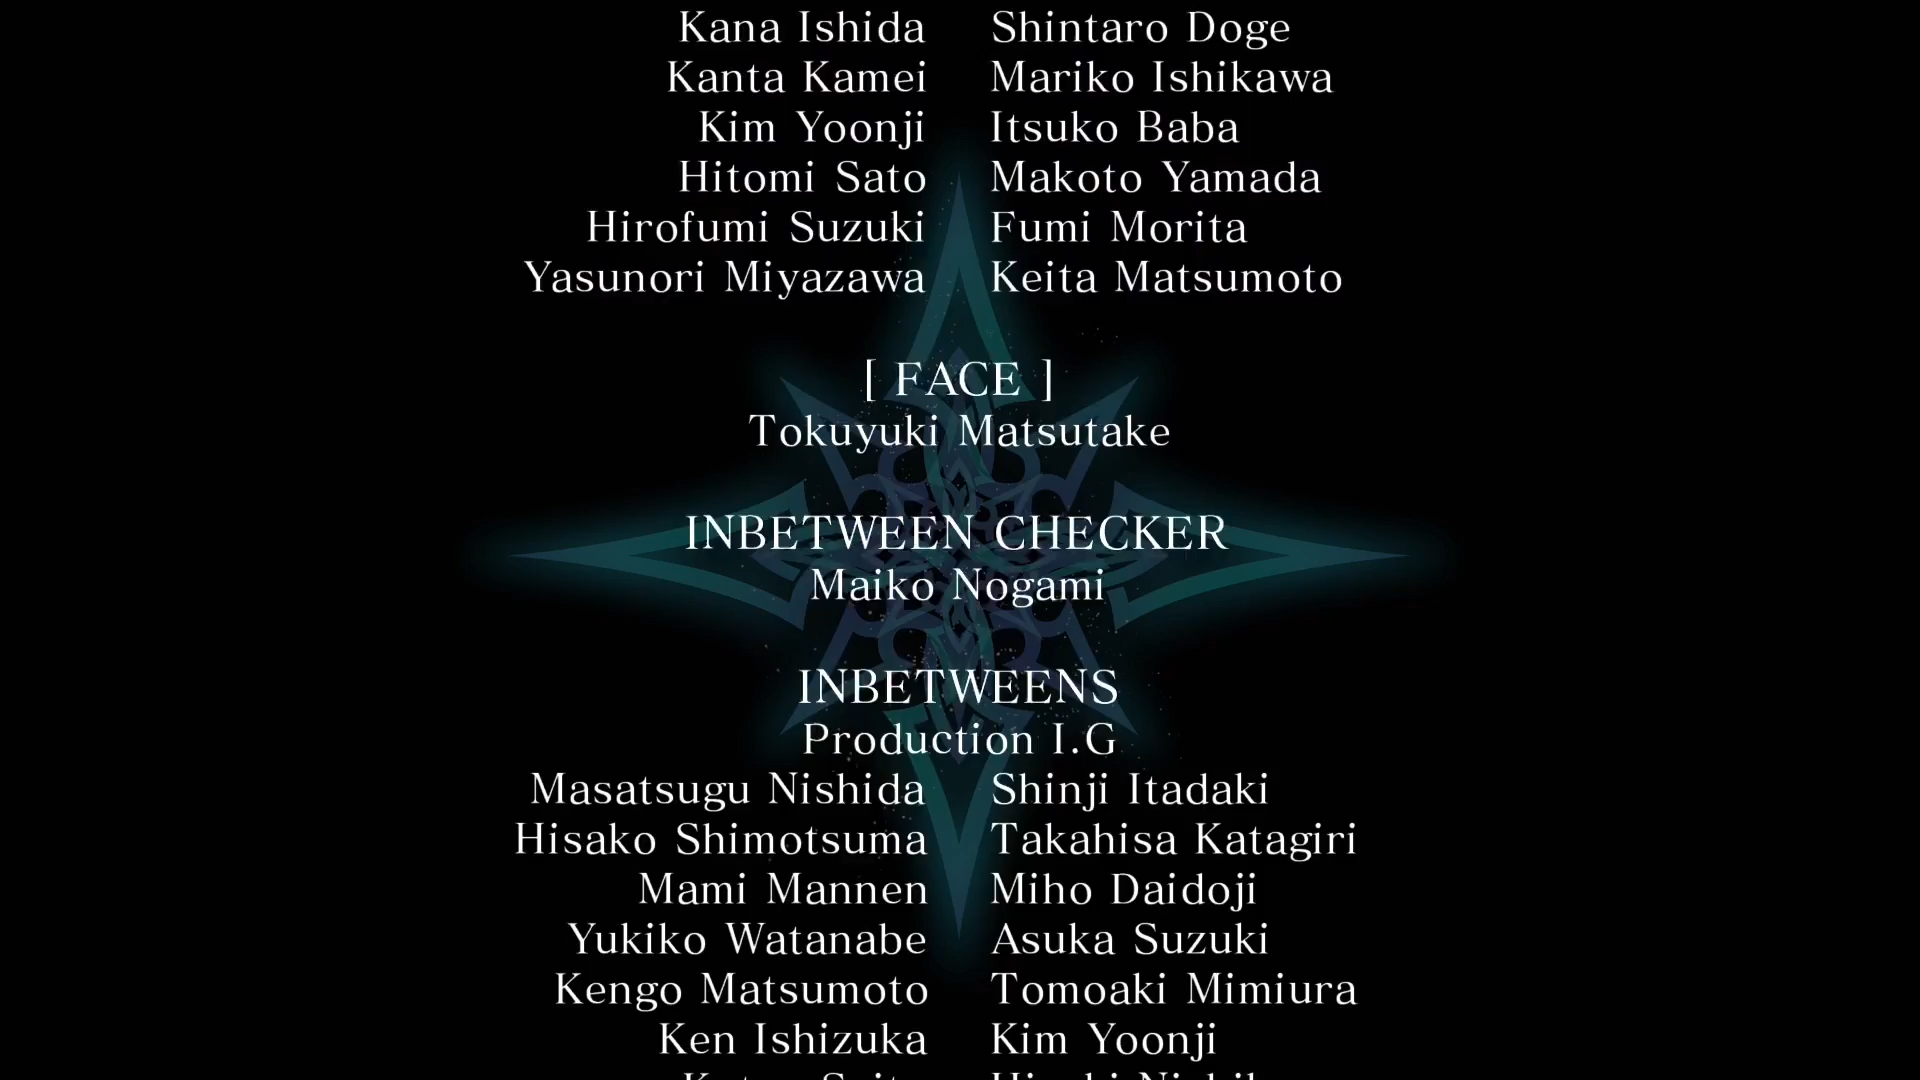 Kana Ishida Shintaro Doge
Kanta Kamei Mariko Ishikawa
Kim Yoonji Itsuko Baba
Hitomi Sato Makoto Yamada
Hirofumi Suzuki Fumi Morita
Yasunori Miyazawa Keita Matsumoto
[ FACE ]
Tokuyuki Matsutake
INBETWEEN CHECKER
Maiko Nogami
INBETWEENS
Production I.G
Masatsugu Nishida Shinji Itadaki
Hisako Shimotsuma Takahisa Katagiri
Mami Mannen Miho Daidoji
Yukiko Watanabe Asuka Suzuki
Kengo Matsumoto Tomoaki Mimiura
Ken Ishizuka Kim Yoonji